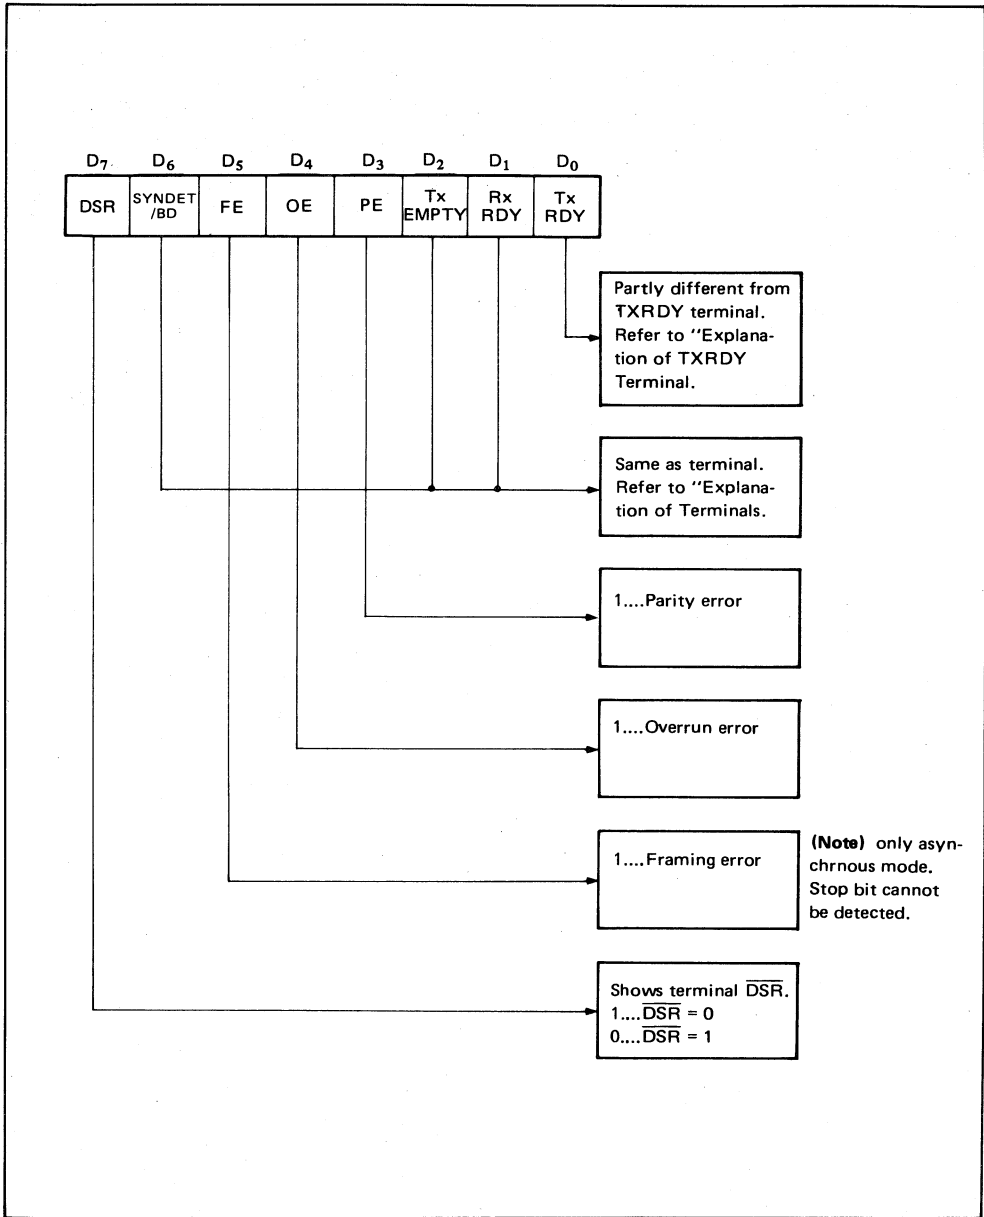 D7 D6 D5 D4 D3 D2 D1 D0
DSR SYNDET/BD FE OE PE Tx EMPTY Rx RDY Tx RDY
Partly different from
TXRDY terminal.
Refer to "Explana-
tion of TXRDY
Terminal.
Same as terminal.
Refer to "Explana-
tion of Terminals.
1....Parity error
1....Overrun error
1....Framing error
(Note) only asyn-
chrnous mode.
Stop bit cannot
be detected.
Shows terminal D̅S̅R̅.
1....D̅S̅R̅ = 0
0....D̅S̅R̅ = 1